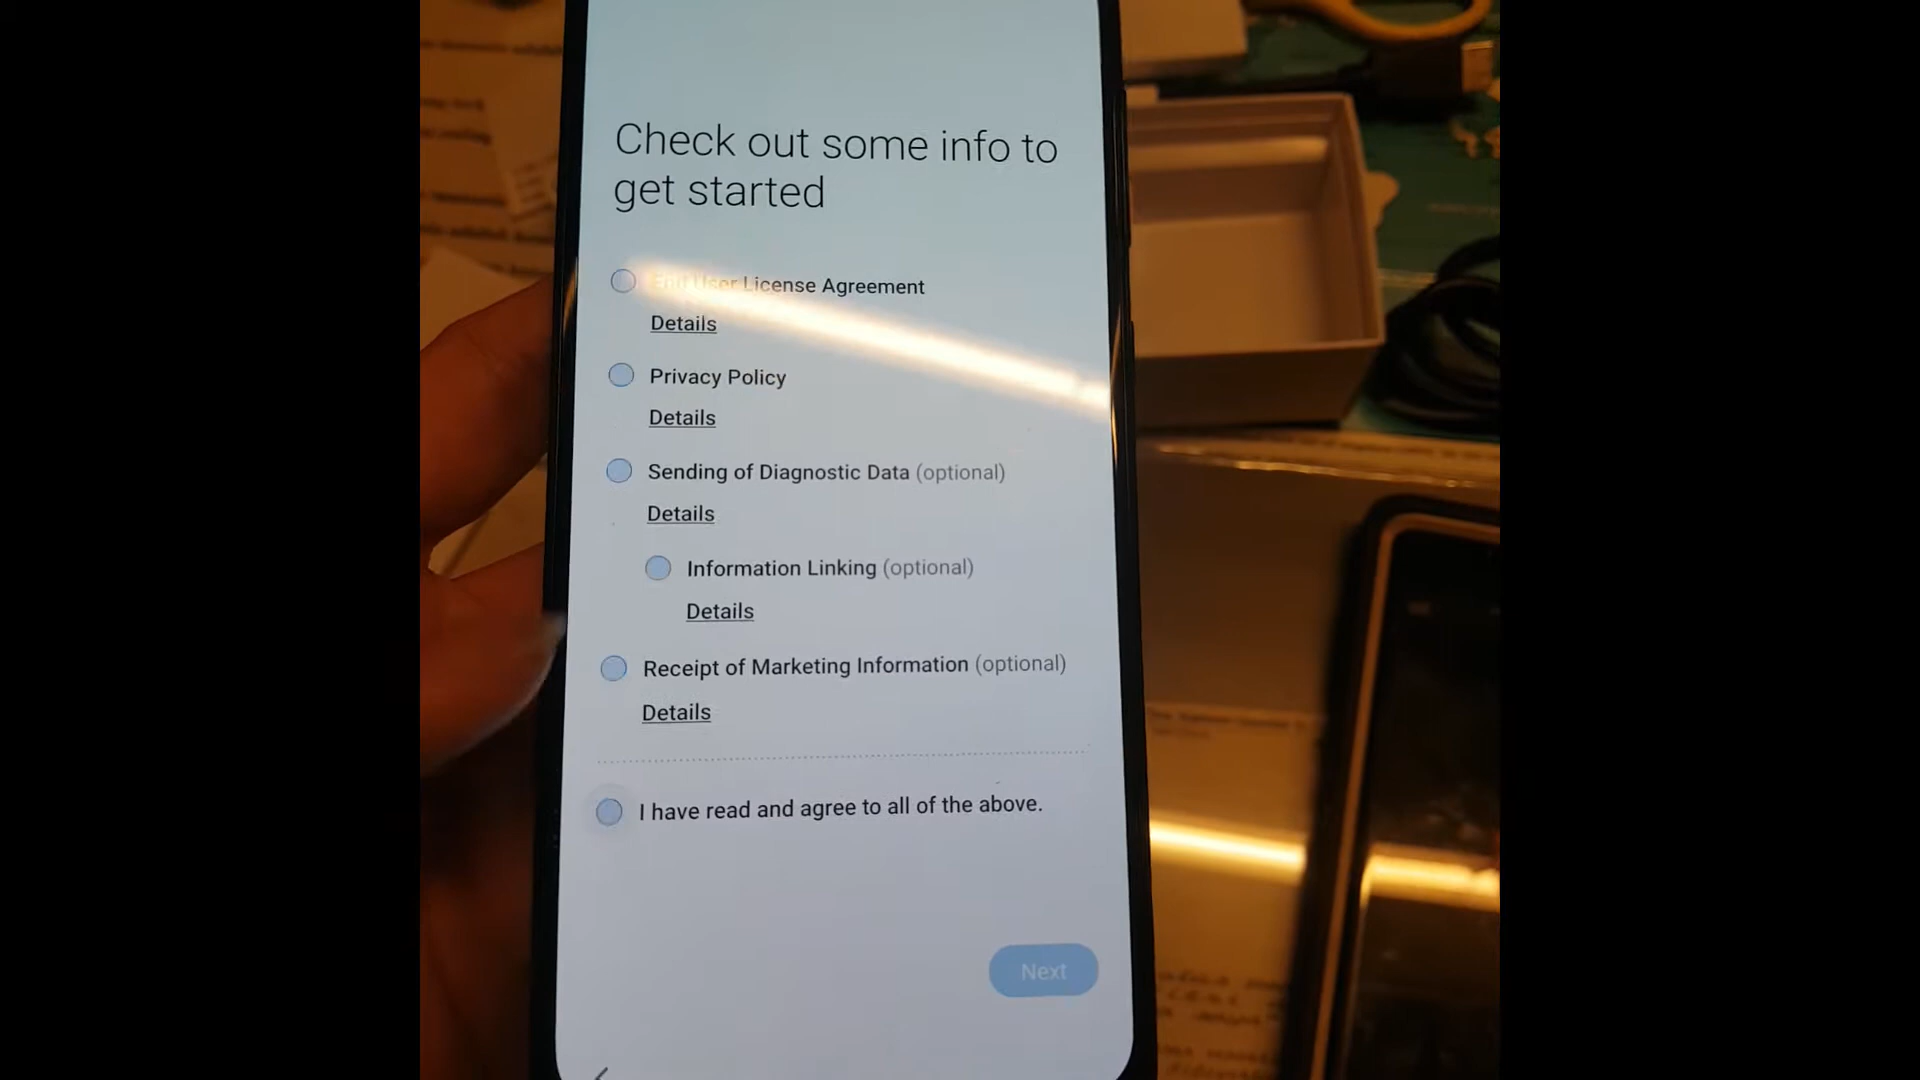 Check out some info to
get started
End User License Agreement
Details
Privacy Policy
Details
Sending of Diagnostic Data (optional)
Details
Information Linking (optional)
Details
Receipt of Marketing Information (optional)
Details
I have read and agree to all of the above.
Next